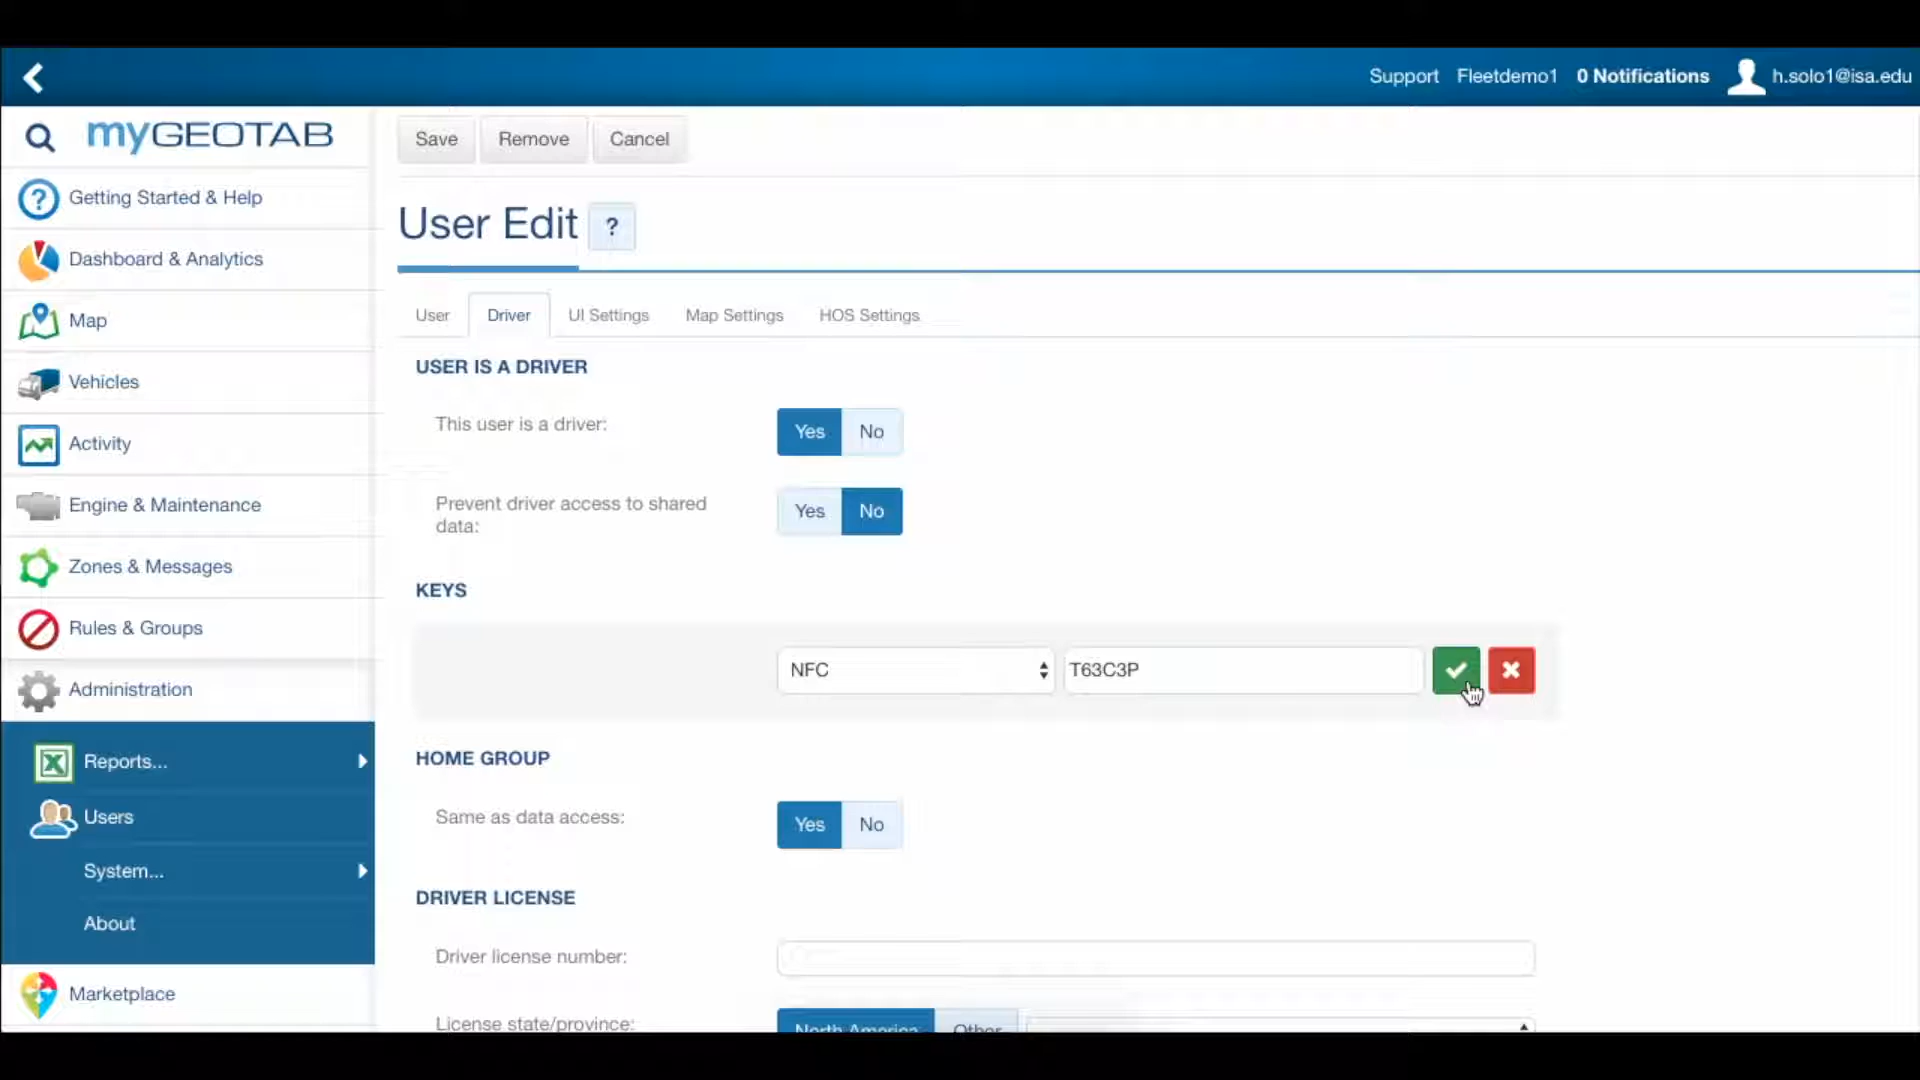 Support Fleetdemo1 0 Notifications h.solo1@isa.edu
myGEOTAB
Getting Started & Help
Dashboard & Analytics
Map
Vehicles
Activity
Engine & Maintenance
Zones & Messages
Rules & Groups
Administration
Reports...
Users
System...
About
Marketplace
Save Remove Cancel
User Edit ?
User Driver UI Settings Map Settings HOS Settings
USER IS A DRIVER
This user is a driver: Yes No
Prevent driver access to shared
data: Yes No
KEYS
NFC T63C3P
HOME GROUP
Same as data access: Yes No
DRIVER LICENSE
Driver license number:
License state/province: North America Other